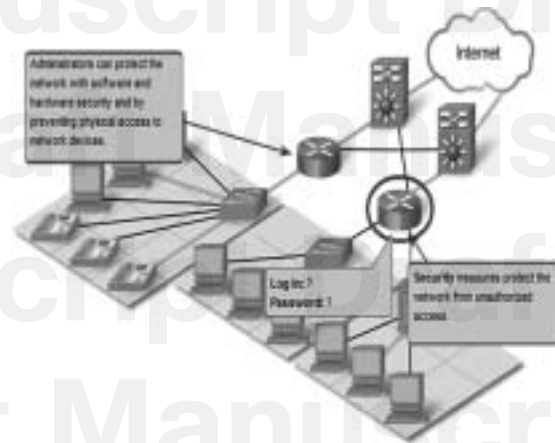 Administrators can protect the
network with software and
hardware security and by
preventing physical access to
network devices.
Internet
Log in: ?
Password: ?
Security measures protect the
network from unauthorized
access.
Manuscript